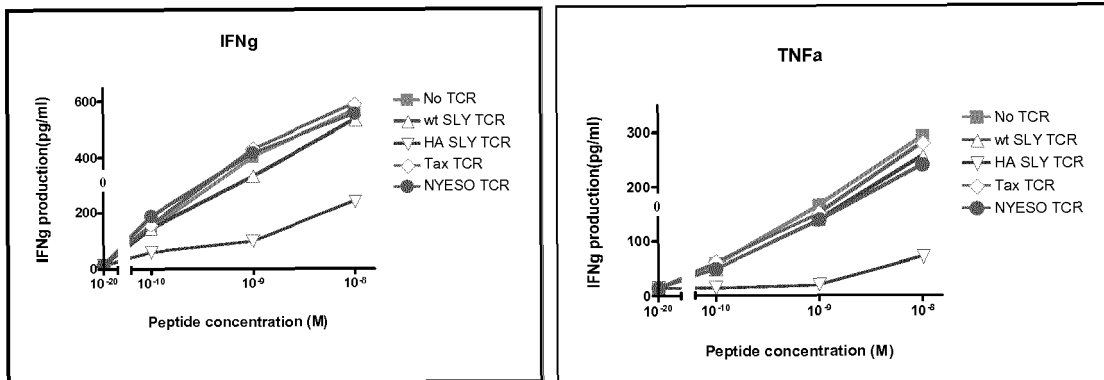 IFNg
IFNg production(pg/ml)
600
400
0
200
0
10-20
10-10
10-9
10-8
Peptide concentration (M)
No TCR
wt SLY TCR
HA SLY TCR
Tax TCR
NYESO TCR
TNFa
IFNg production(pg/ml)
300
200
0
100
0
10-20
10-10
10-9
10-8
Peptide concentration (M)
No TCR
wt SLY TCR
HA SLY TCR
Tax TCR
NYESO TCR